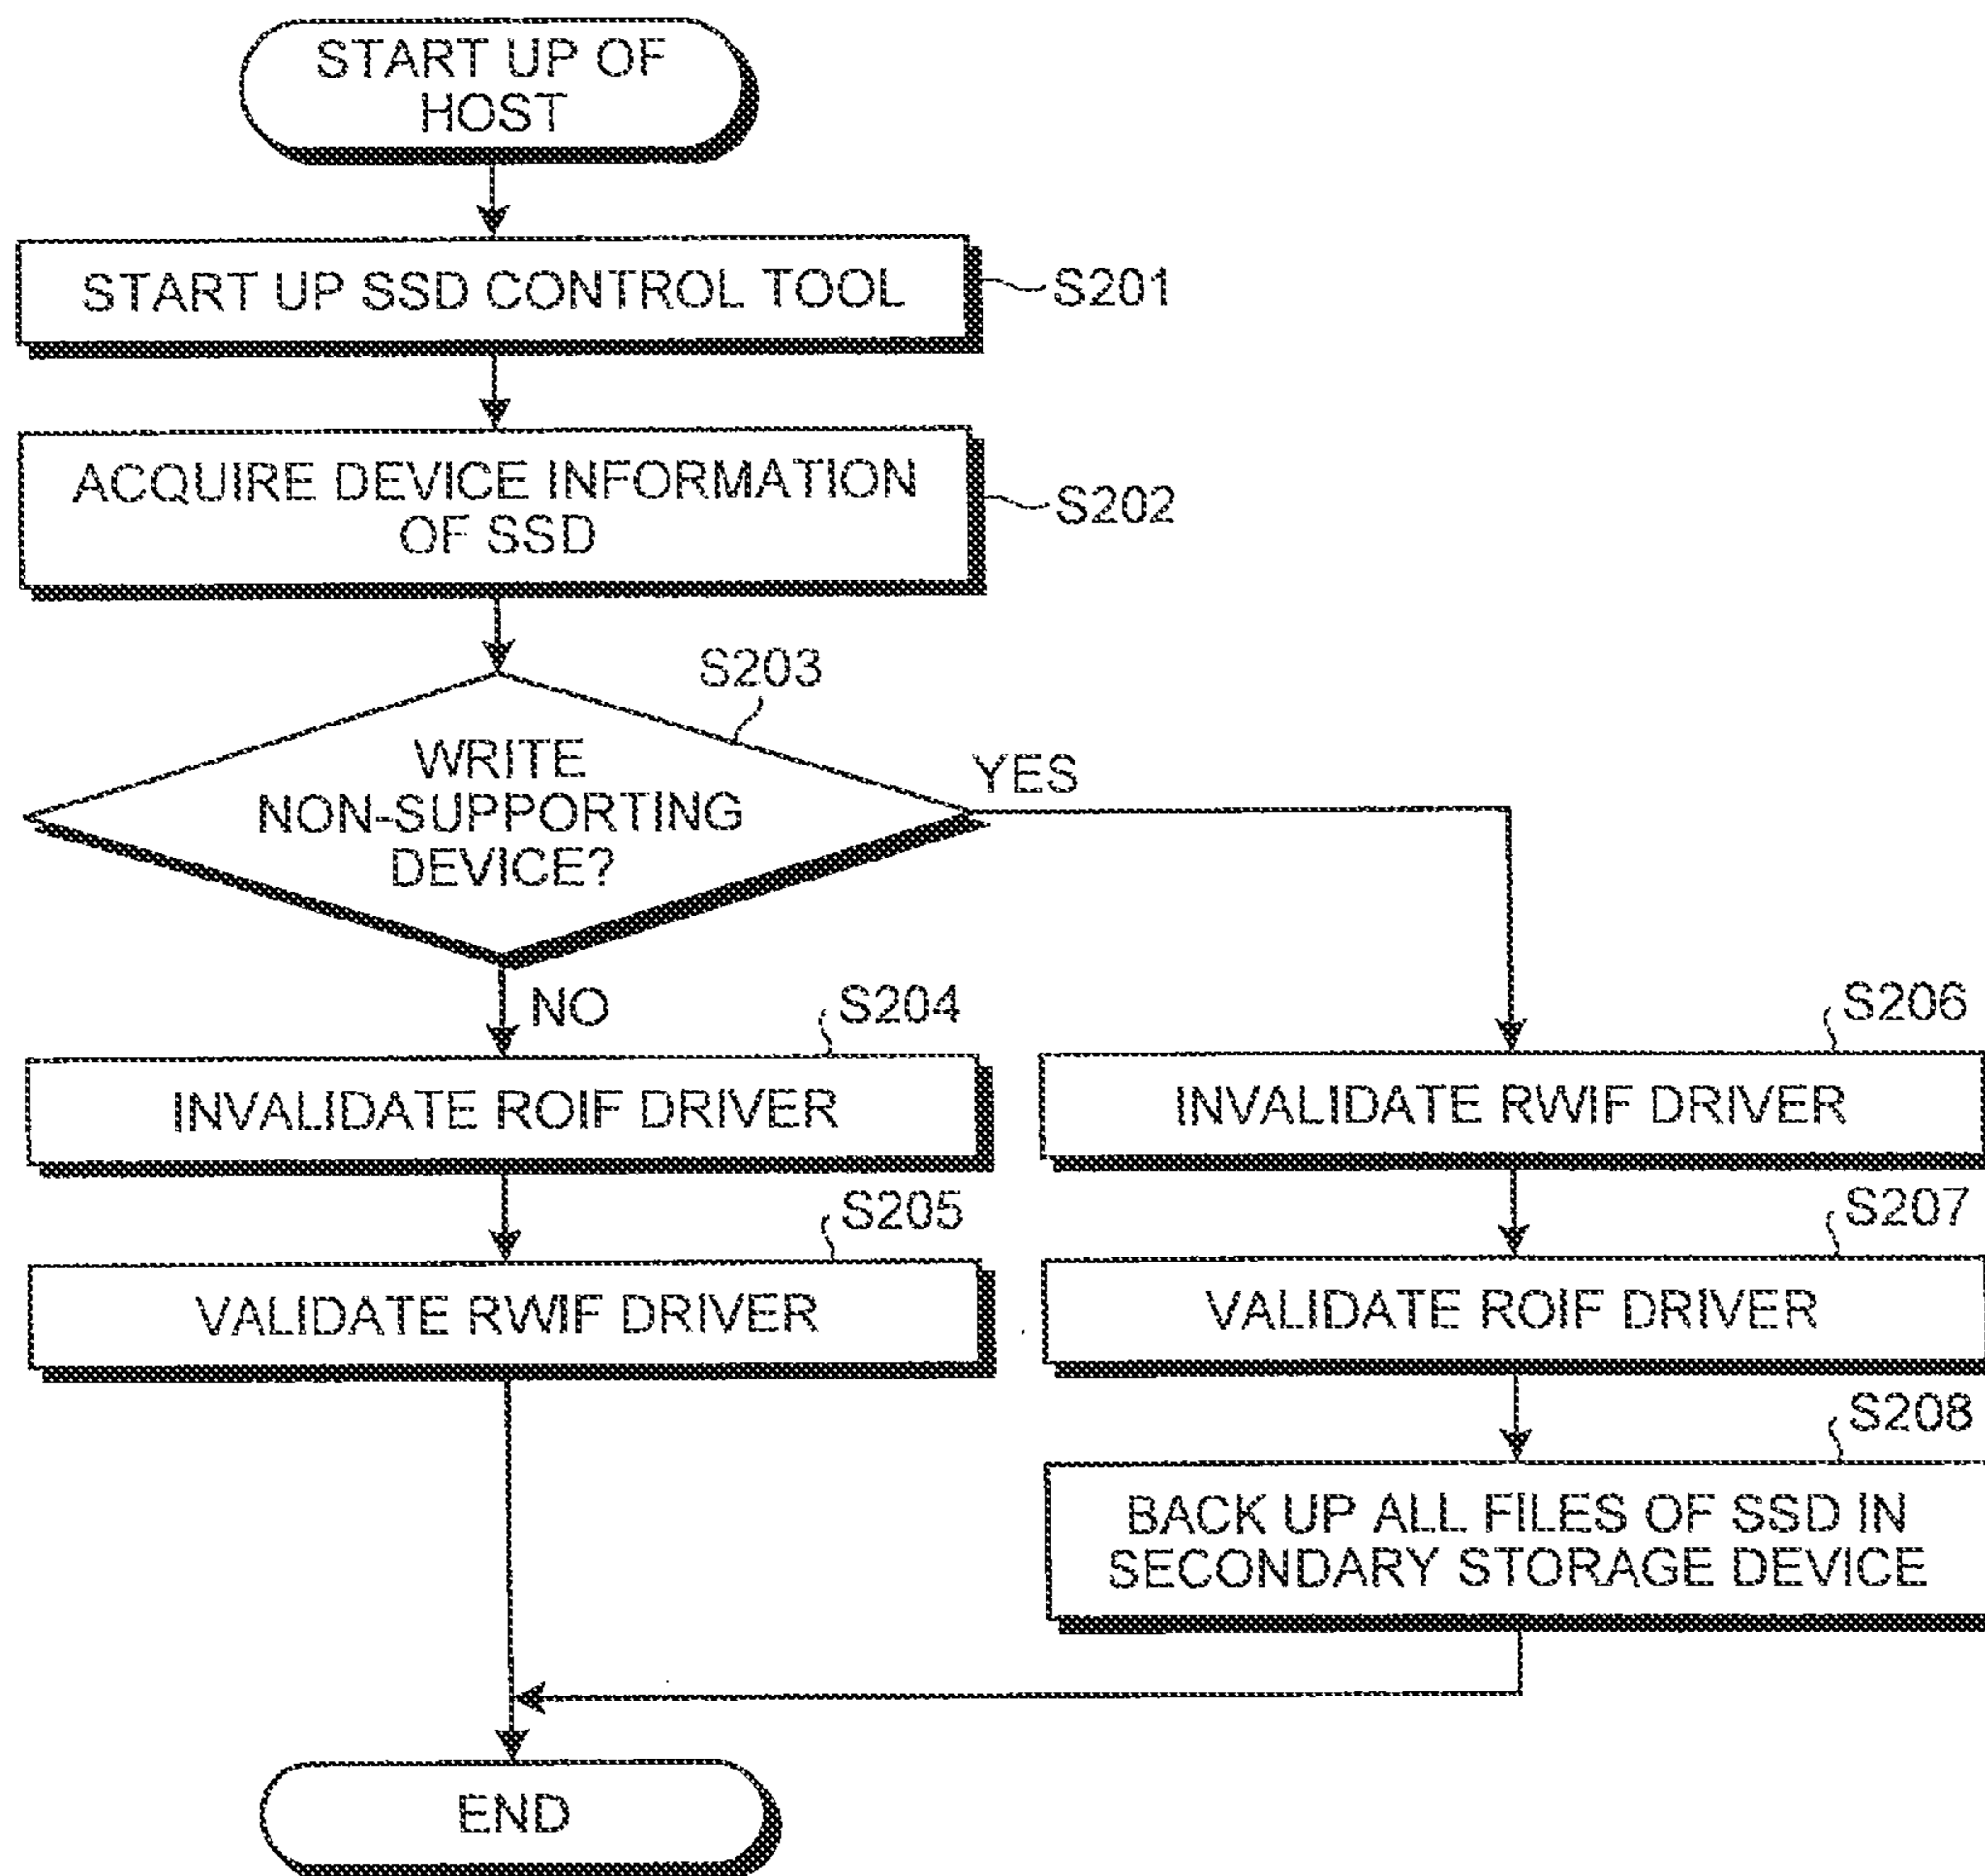 START UP OF
HOST
START UP SSD CONTROL TOOL
S201
ACQUIRE DEVICE INFORMATION
OF SSD
S202
S203
WRITE
NON-SUPPORTING
DEVICE?
YES
NO
S204
INVALIDATE ROIF DRIVER
S205
VALIDATE RWIF DRIVER
S206
INVALIDATE RWIF DRIVER
S207
VALIDATE ROIF DRIVER
S208
BACK UP ALL FILES OF SSD IN
SECONDARY STORAGE DEVICE
END